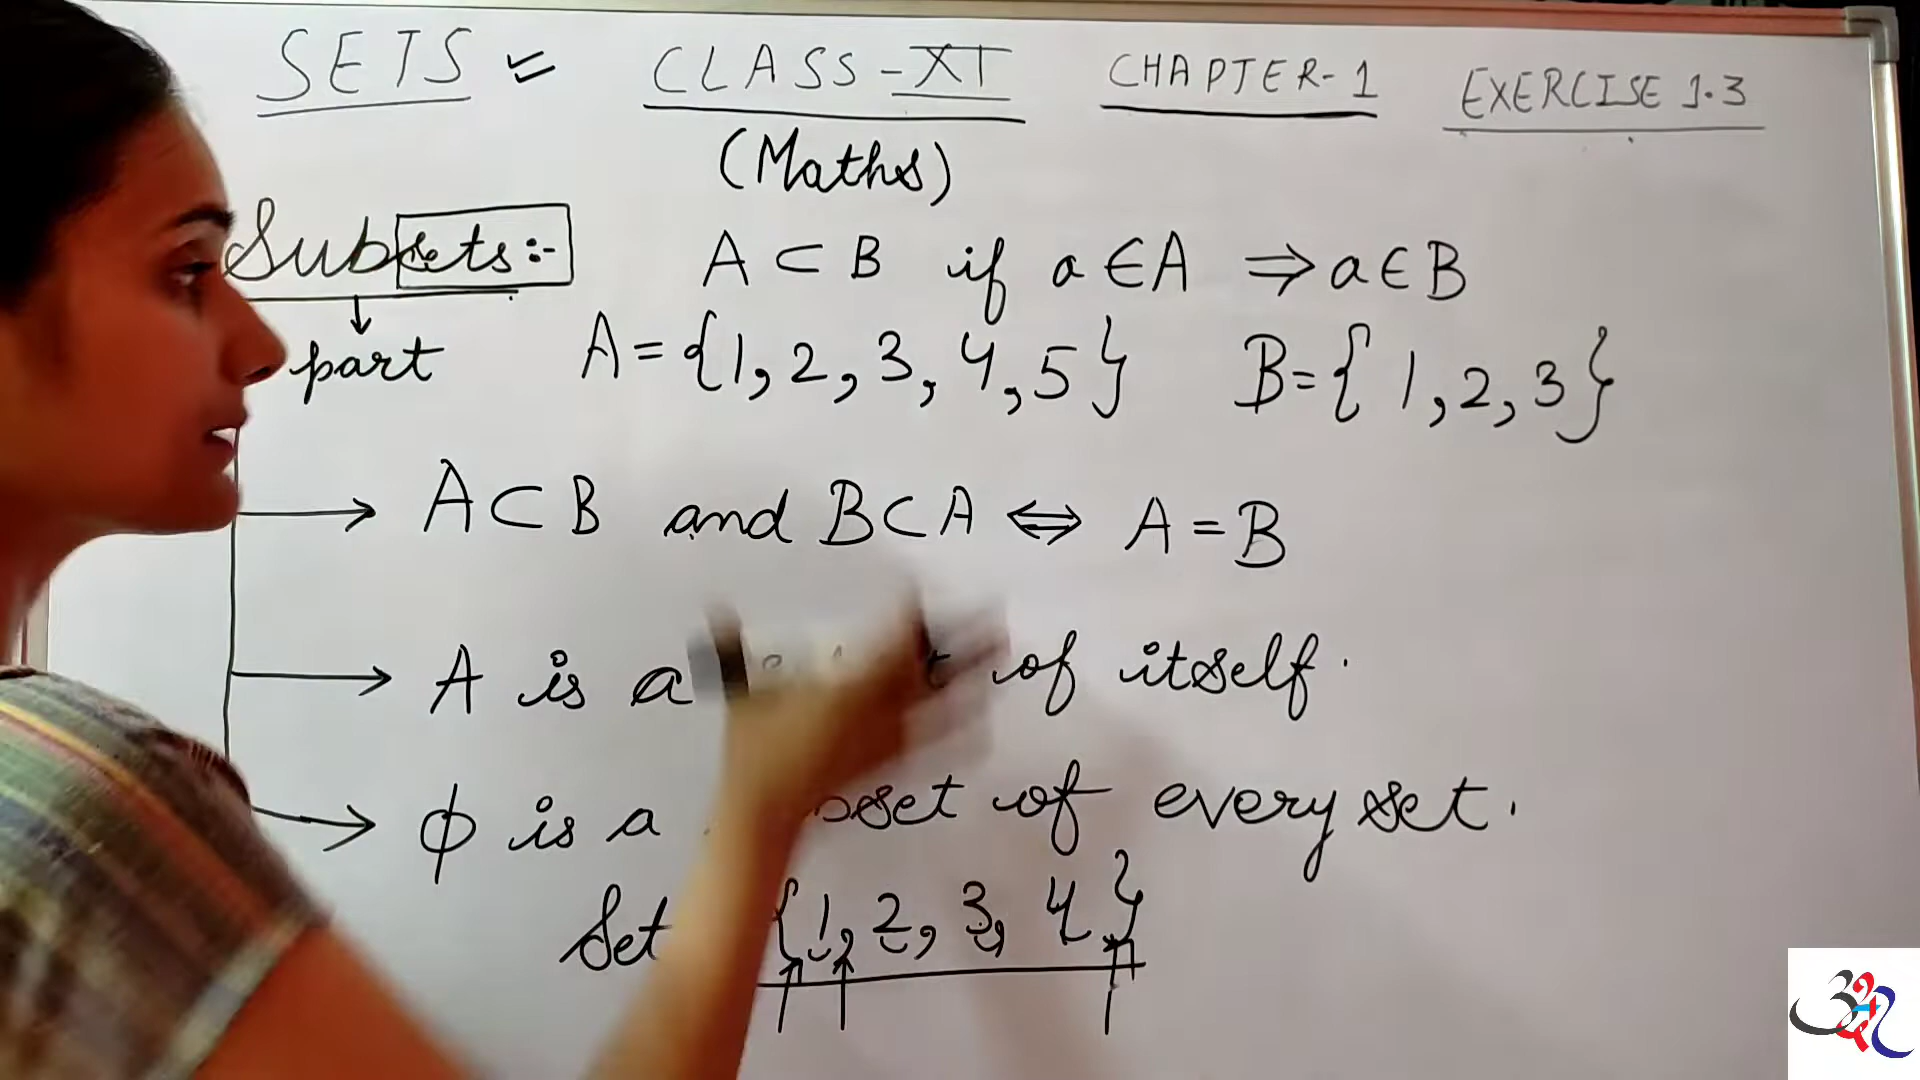 SETS CLASS-XI CHAPTER-1 EXERCISE 1.3
(Maths)
Subsets:- A ⊂ B if a ∈ A ⇒ a ∈ B
part A = {1, 2, 3, 4, 5} B = { 1, 2, 3 }
→ A ⊂ B and B ⊂ A ⇔ A = B
→ A is a of itself.
→ ϕ is a of every set.
Set {1, 2, 3, 4}